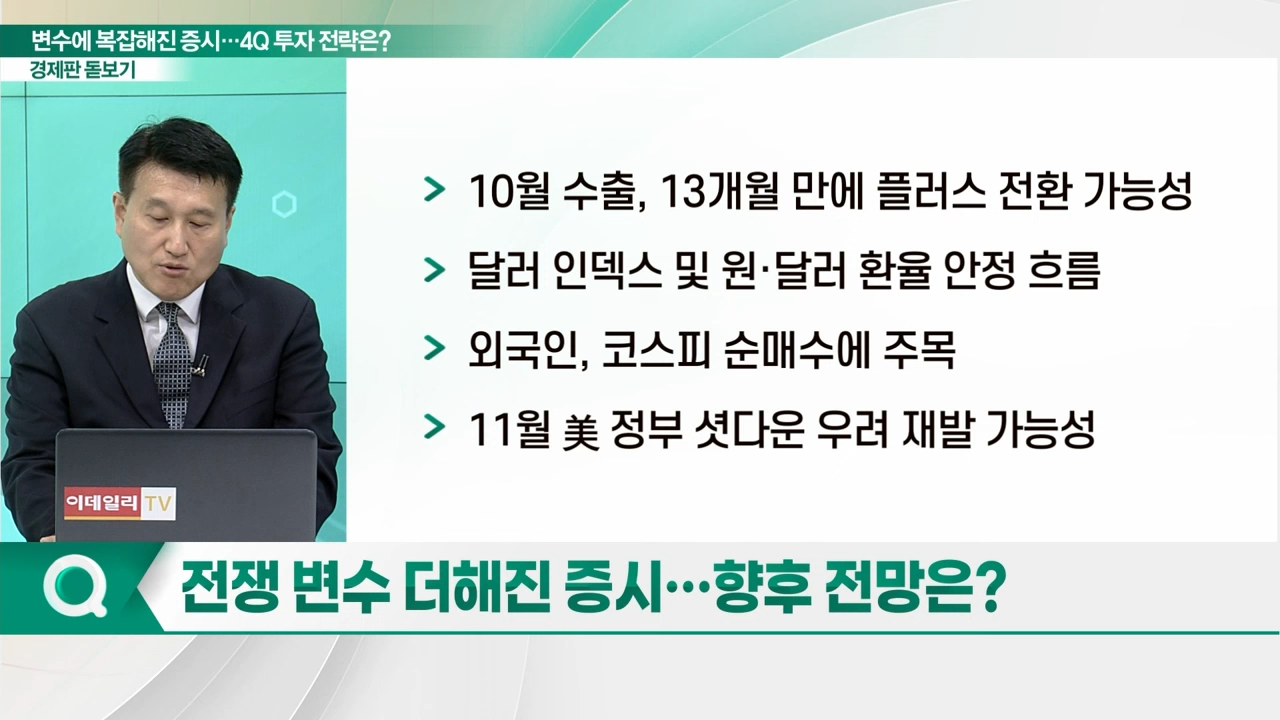 변수에 복잡해진 증시…4Q 투자 전략은?
경제판 돋보기
> 10월 수출, 13개월 만에 플러스 전환 가능성
> 달러 인덱스 및 원·달러 환율 안정 흐름
> 외국인, 코스피 순매수에 주목
> 11월 美 정부 셧다운 우려 재발 가능성
이데일리 TV
Q 전쟁 변수 더해진 증시…향후 전망은?